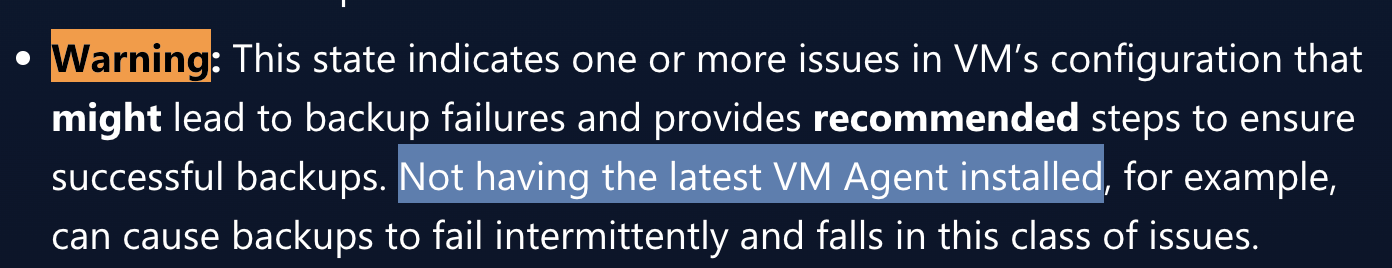 • Warning: This state indicates one or more issues in VM’s configuration that
might lead to backup failures and provides recommended steps to ensure
successful backups. Not having the latest VM Agent installed, for example,
can cause backups to fail intermittently and falls in this class of issues.